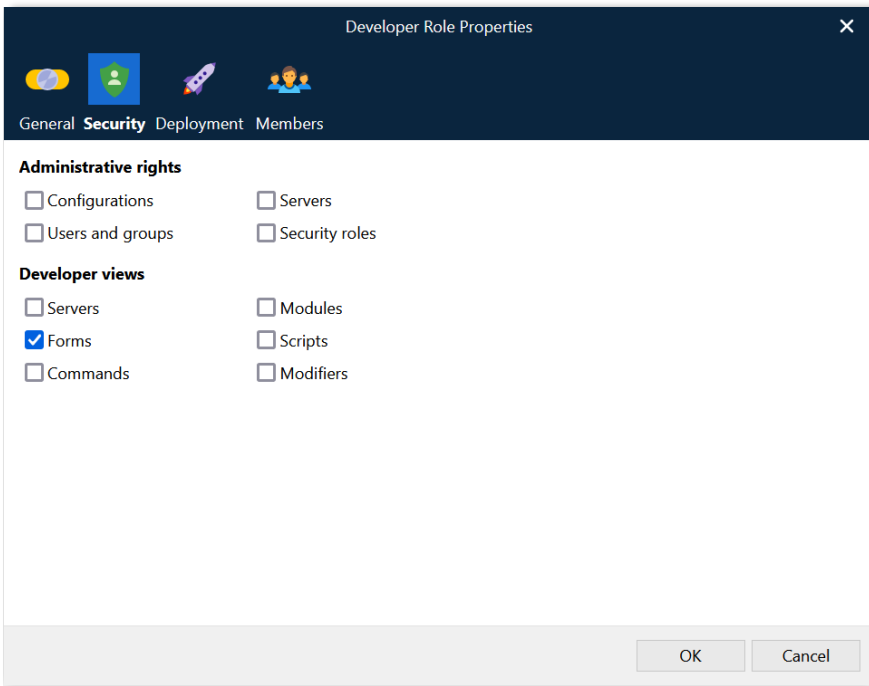 Developer Role Properties
General Security Deployment Members
Administrative rights
Configurations Servers
Users and groups Security roles
Developer views
Servers Modules
Forms Scripts
Commands Modifiers
OK Cancel